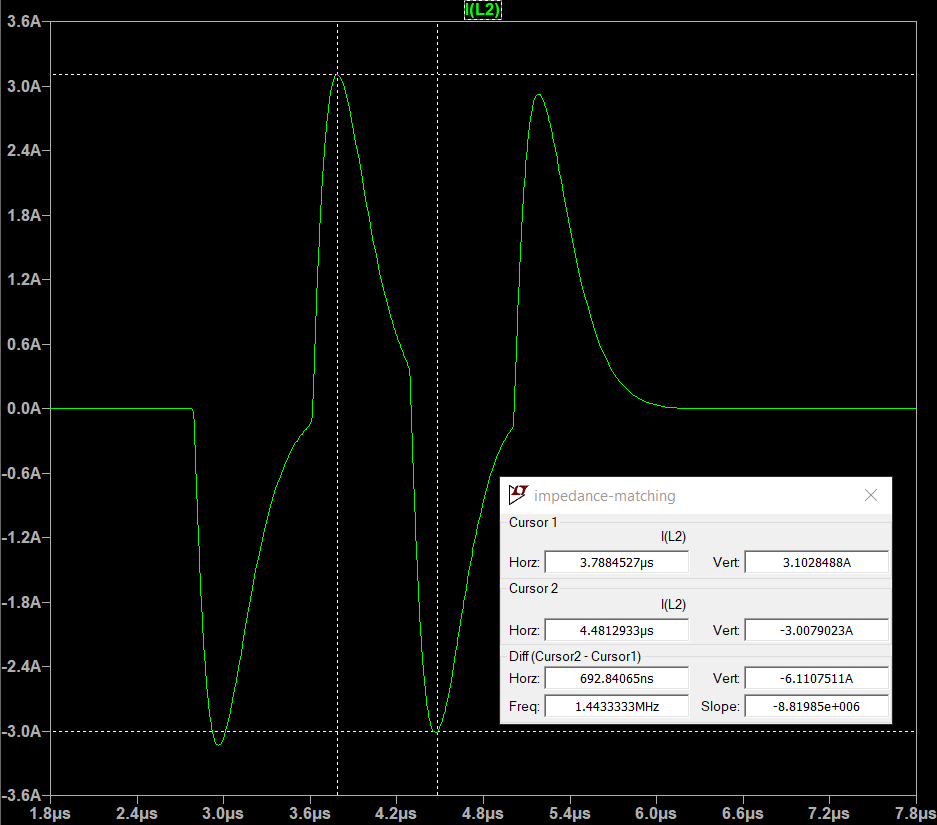 I(L2)
3.6A
3.0A
2.4A
1.8A
1.2A
0.6A
0.0A
-0.6A
-1.2A
-1.8A
-2.4A
-3.0A
-3.6A
1.8µs 2.4µs 3.0µs 3.6µs 4.2µs 4.8µs 5.4µs 6.0µs 6.6µs 7.2µs 7.8µs
impedance-matching
Cursor 1
I(L2)
Horz: 3.7884527µs Vert: 3.1028488A
Cursor 2
I(L2)
Horz: 4.4812933µs Vert: -3.0079023A
Diff (Cursor2 - Cursor1)
Horz: 692.84065ns Vert: -6.1107511A
Freq: 1.4433333MHz Slope: -8.81985e+006